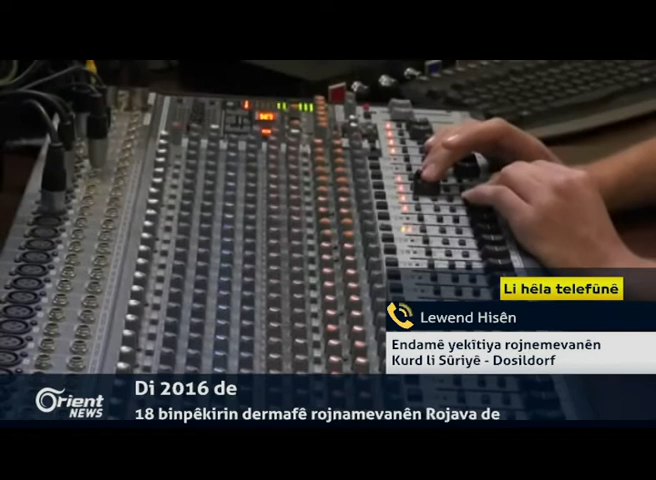 Li hêla telefûnê
Lewend Hisên
Endamê yekîtiya rojnemevanên
Kurd li Sûriyê - Dosildorf
Di 2016 de
Orient
NEWS
18 binpêkirin dermafê rojnamevanên Rojava de